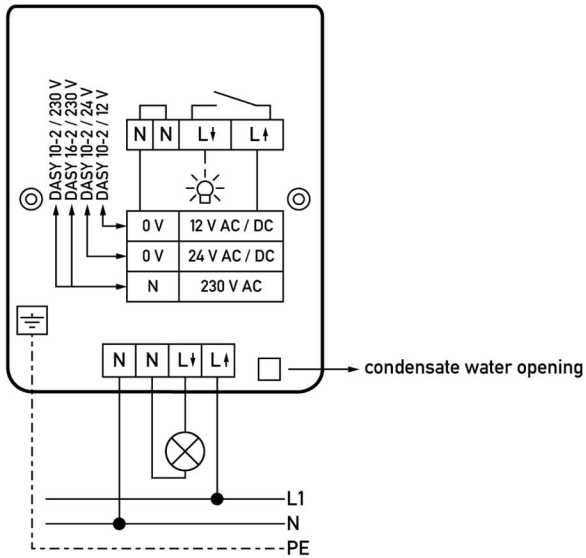 DASY 10-2 / 230 V
DASY 16-2 / 230 V
DASY 10-2 / 24 V
DASY 10-2 / 12 V
N N L↓ L↑
0 V 12 V AC / DC
0 V 24 V AC / DC
N 230 V AC
N N L↓ L↑
condensate water opening
L1
N
PE